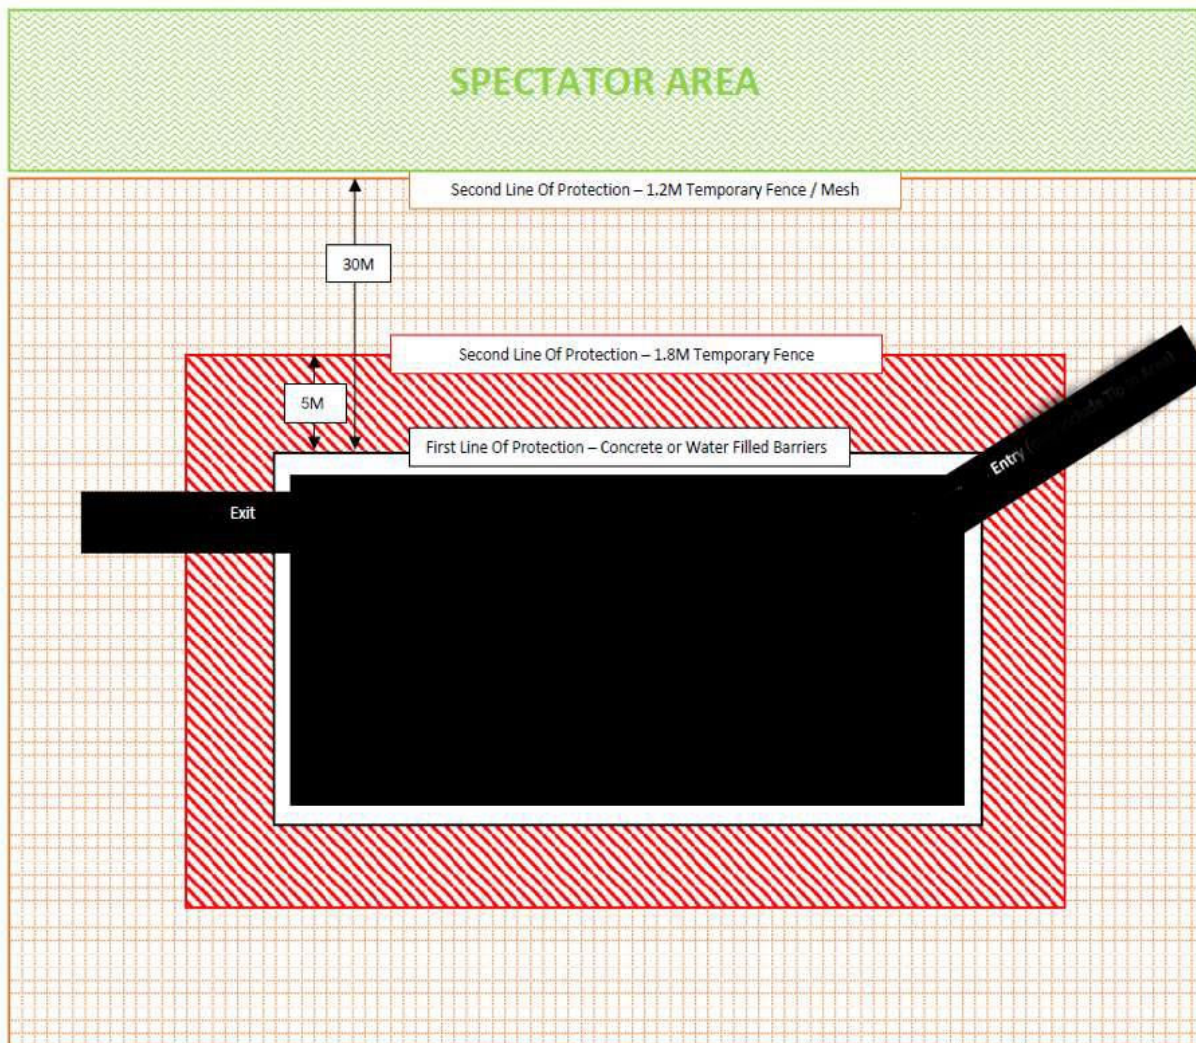 SPECTATOR AREA
Second Line Of Protection – 1.2M Temporary Fence / Mesh
30M
Second Line Of Protection – 1.8M Temporary Fence
5M
First Line Of Protection – Concrete or Water Filled Barriers
Entry
Exit